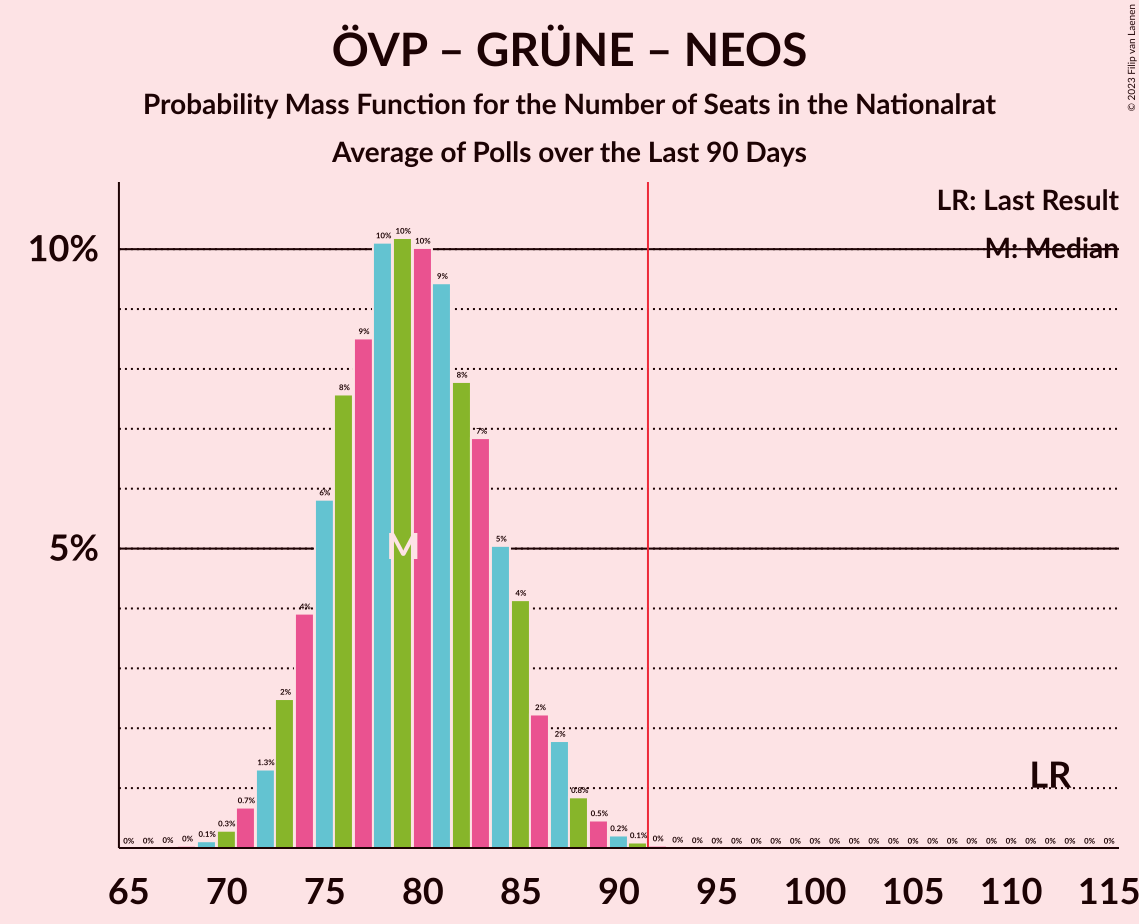 ÖVP – GRÜNE – NEOS
Probability Mass Function for the Number of Seats in the Nationalrat
Average of Polls over the Last 90 Days
© 2023 Filip van Laenen
LR: Last Result
M: Median
10%
5%
0% 0% 0% 0% 0.1% 0.3% 0.7% 1.3% 2% 4% 6% 8% 9% 10% 10% 10% 9% 8% 7% 5% 4% 2% 2% 0.8% 0.5% 0.2% 0.1% 0% 0% 0% 0% 0% 0% 0% 0% 0% 0% 0% 0% 0% 0% 0% 0% 0% 0% 0% 0% 0% 0% 0% 0%
M
LR
65 70 75 80 85 90 95 100 105 110 115